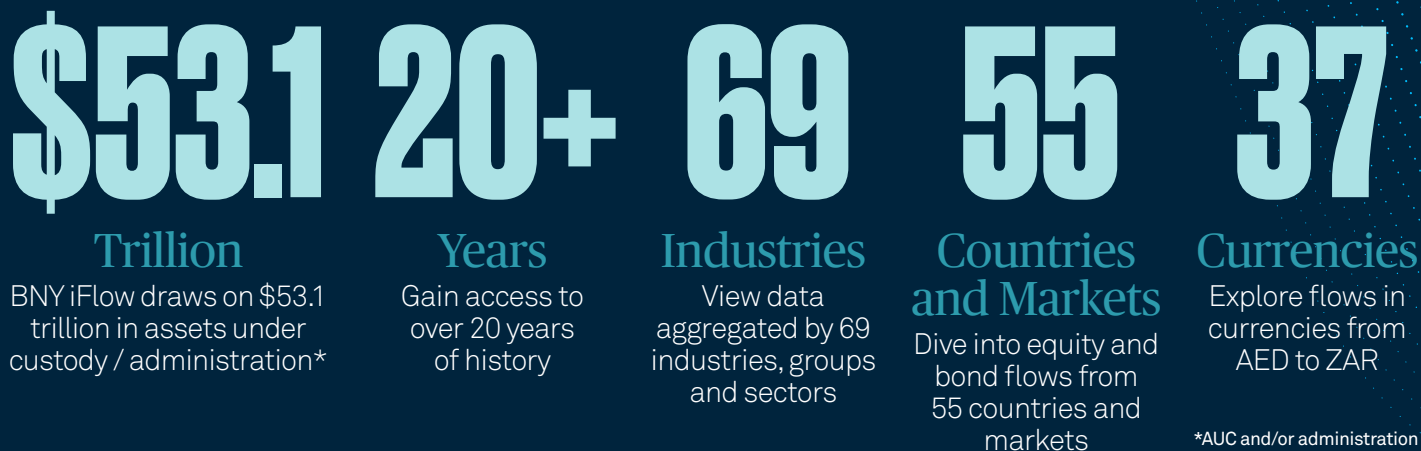 $53.1
Trillion
BNY iFlow draws on $53.1
trillion in assets under
custody / administration*
20+
Years
Gain access to
over 20 years
of history
69
Industries
View data
aggregated by 69
industries, groups
and sectors
55
Countries
and Markets
Dive into equity and
bond flows from
55 countries and
markets
37
Currencies
Explore flows in
currencies from
AED to ZAR
*AUC and/or administration